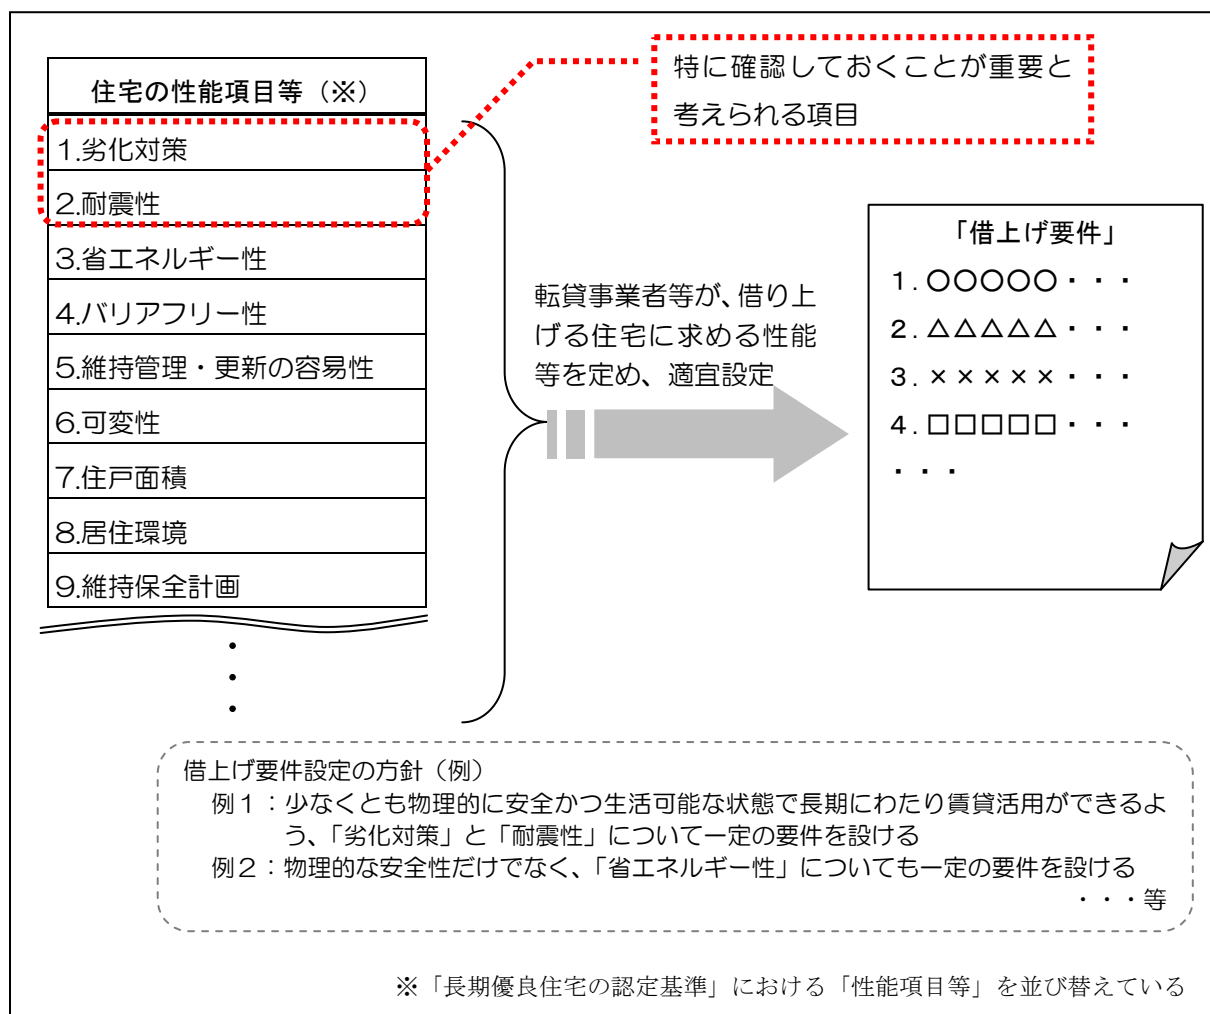 住宅の性能項目等（※）
1.劣化対策
2.耐震性
3.省エネルギー性
4.バリアフリー性
5.維持管理・更新の容易性
6.可変性
7.住戸面積
8.居住環境
9.維持保全計画
・
・
・
特に確認しておくことが重要と
考えられる項目
転貸事業者等が、借り上
げる住宅に求める性能
等を定め、適宜設定
「借上げ要件」
1．○○○○○・・・
2．△△△△△・・・
3．×××××・・・
4．□□□□□・・・
・・・
借上げ要件設定の方針（例）
例１：少なくとも物理的に安全かつ生活可能な状態で長期にわたり賃貸活用ができるよ
う、「劣化対策」と「耐震性」について一定の要件を設ける
例２：物理的な安全性だけでなく、「省エネルギー性」についても一定の要件を設ける
・・・等
※「長期優良住宅の認定基準」における「性能項目等」を並び替えている